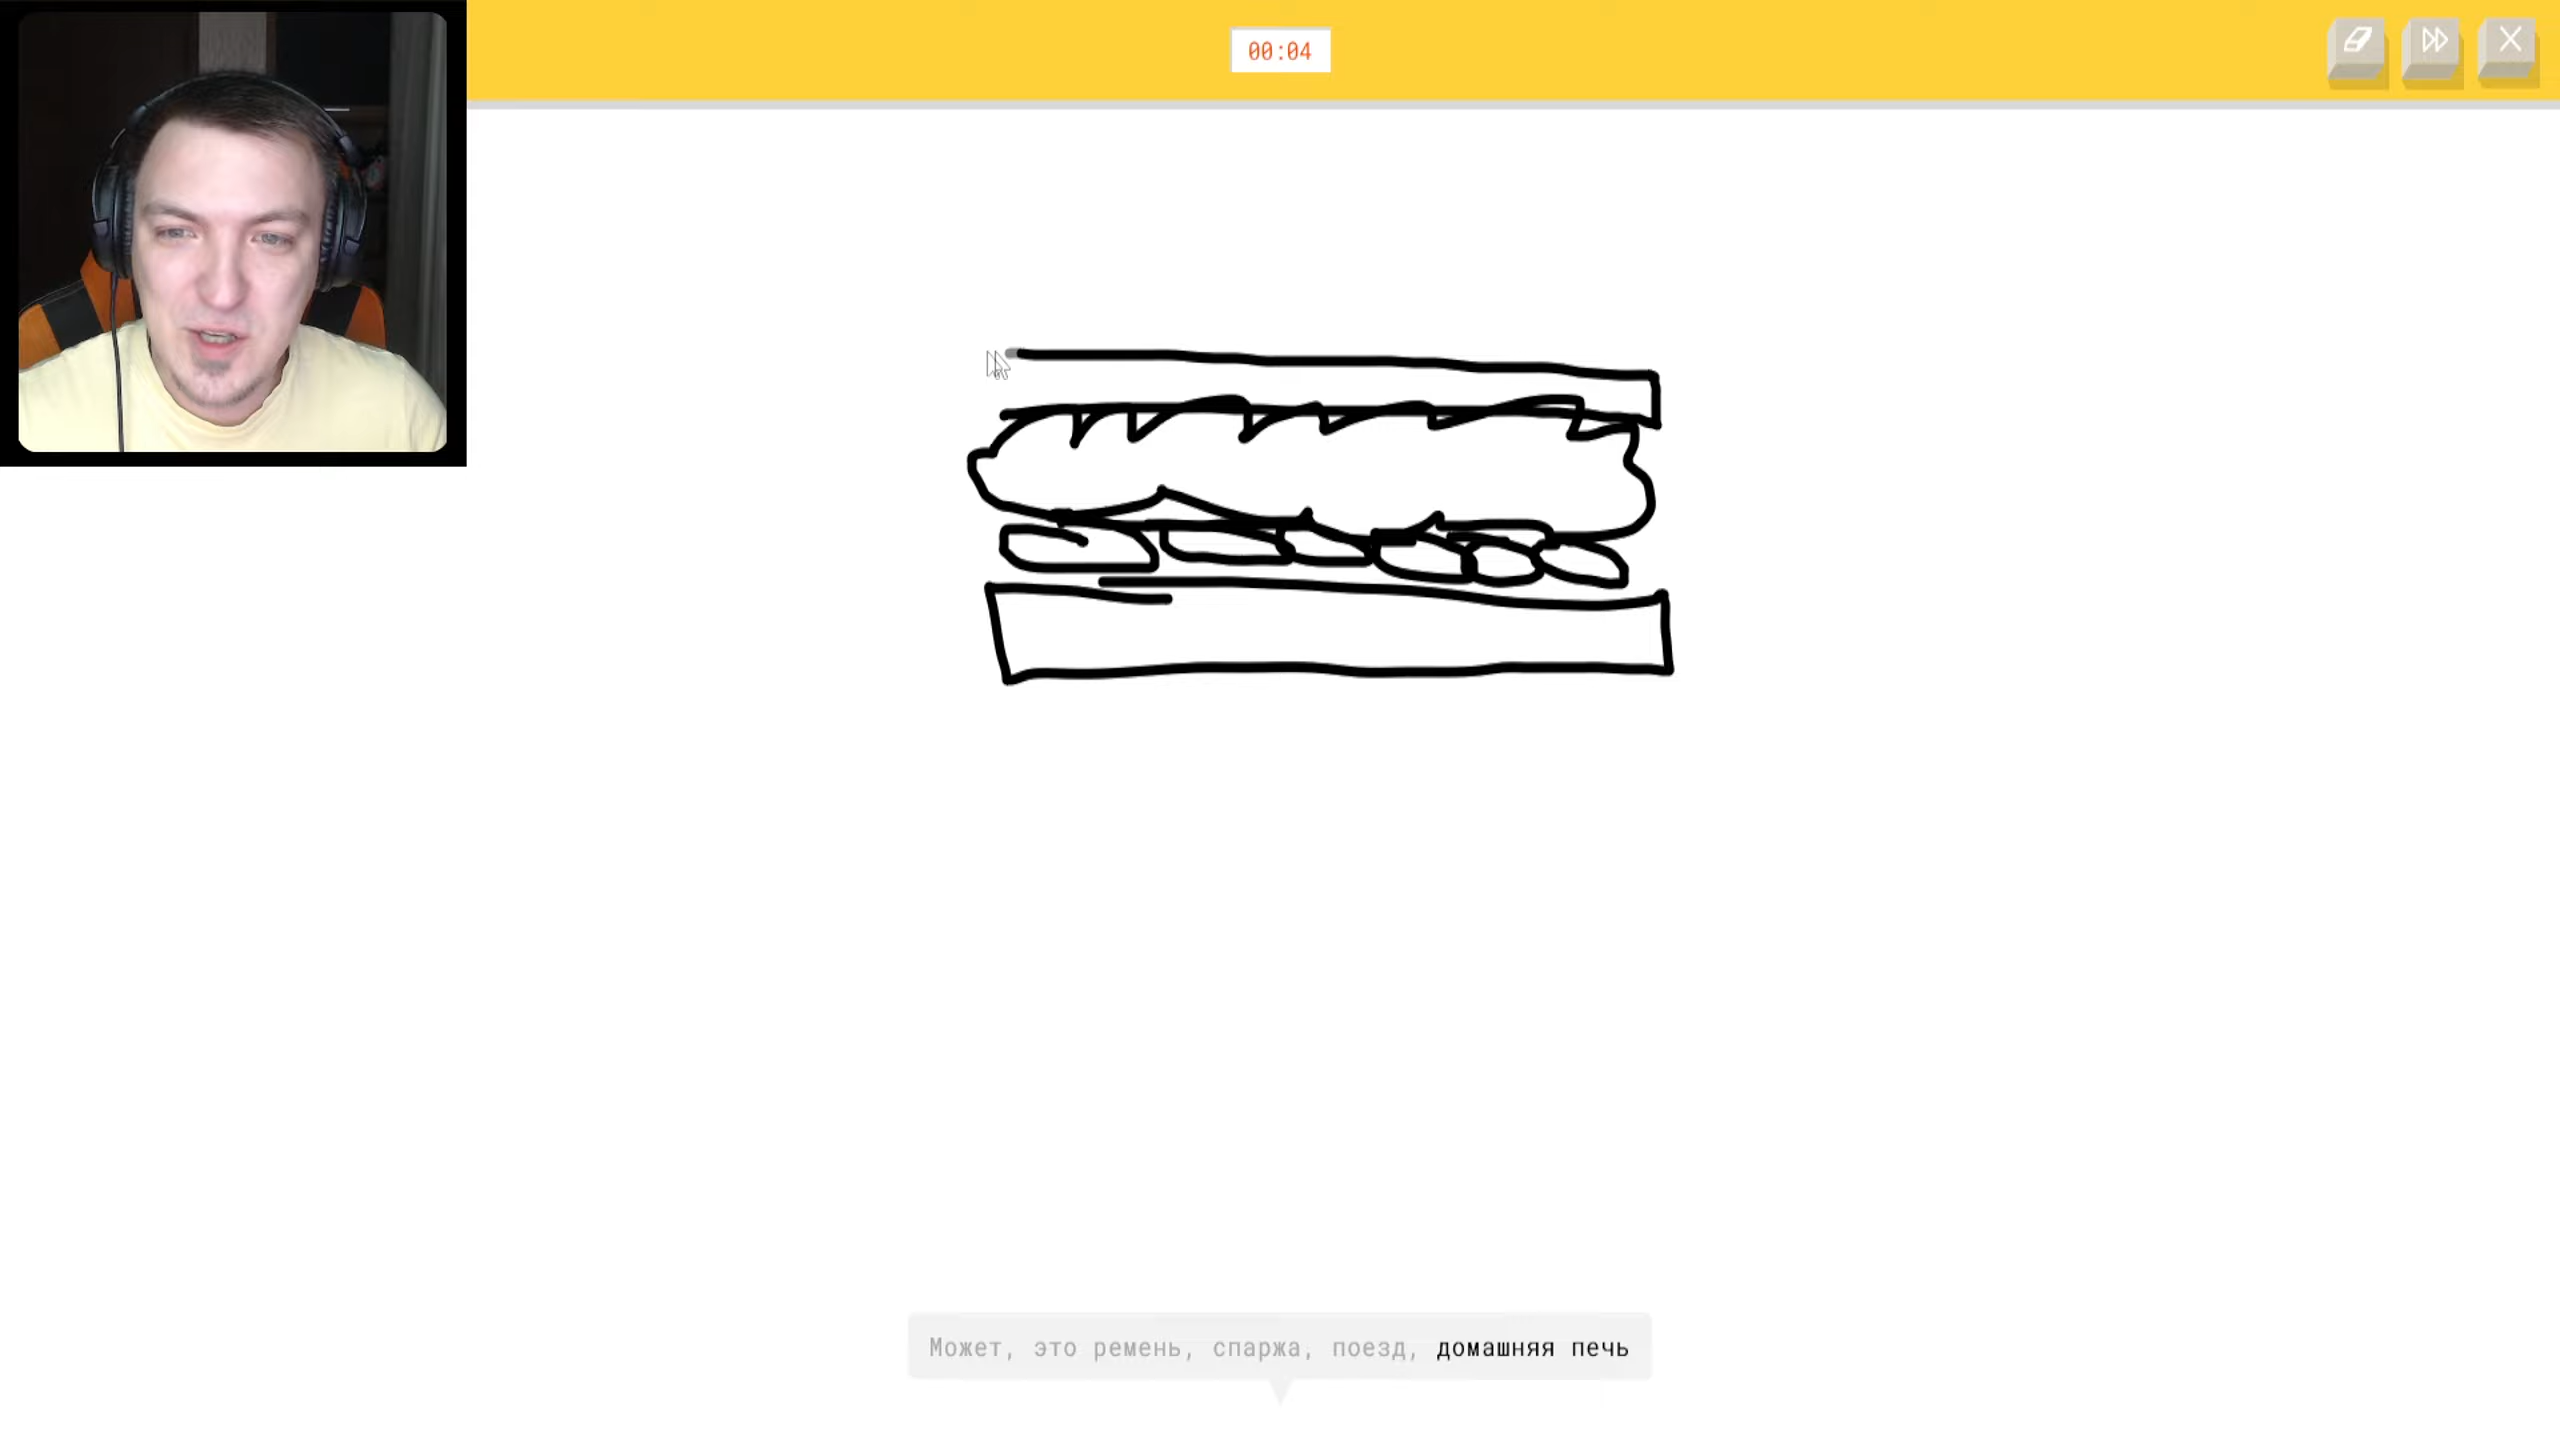 00:04
Может, это ремень, спаржа, поезд, домашняя печь